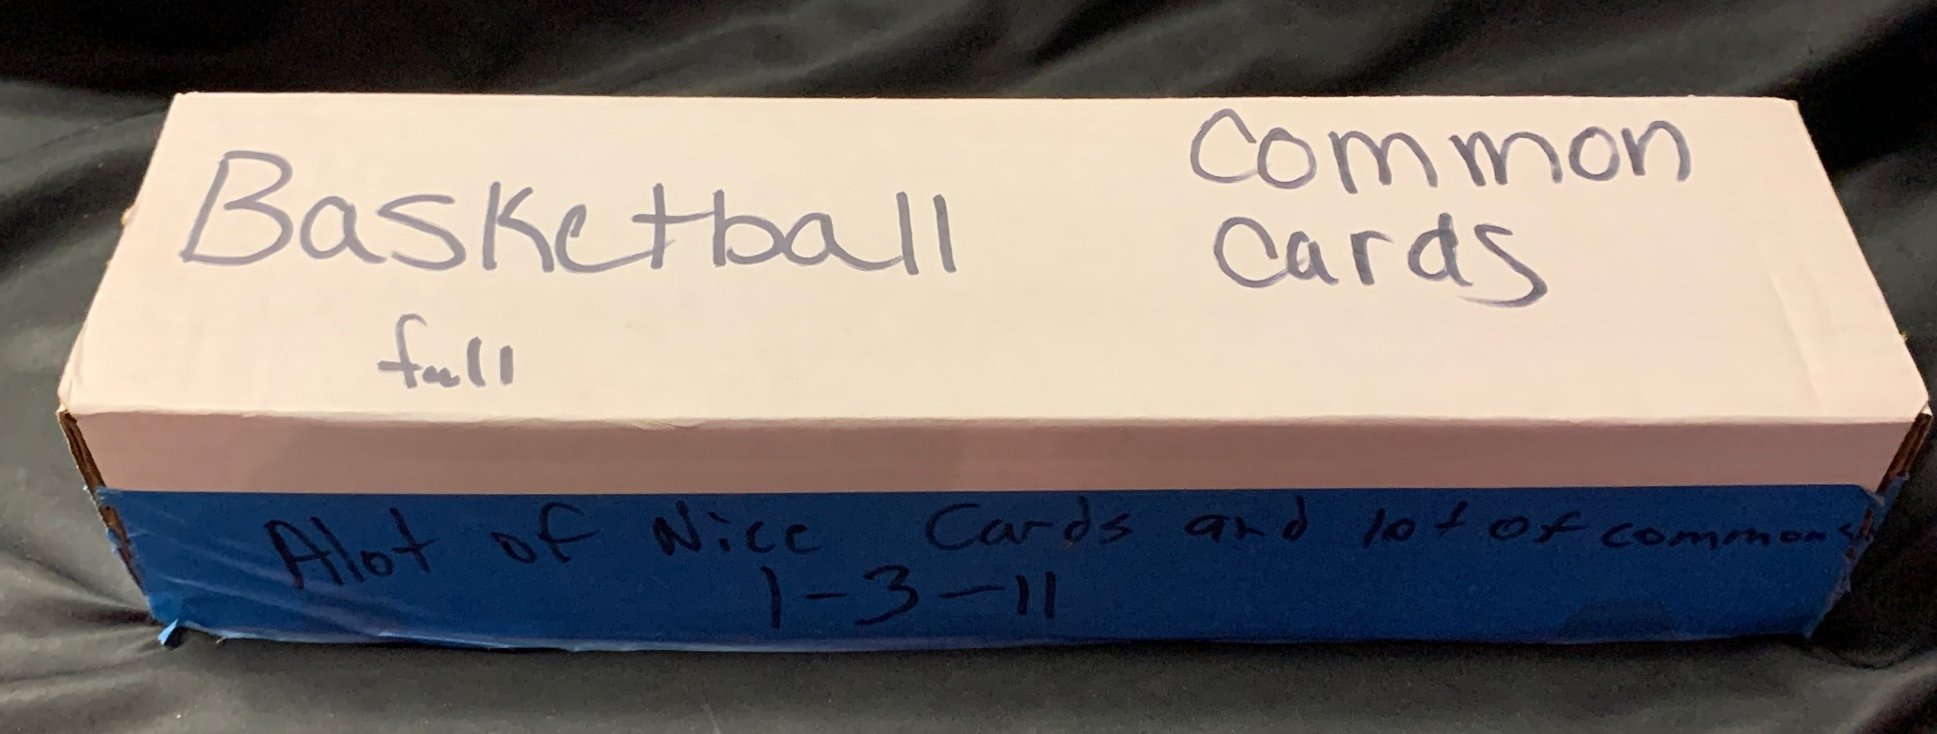 Basketball
full
Common
Cards
Alot of Nice Cards and lot of commons
1-3-11